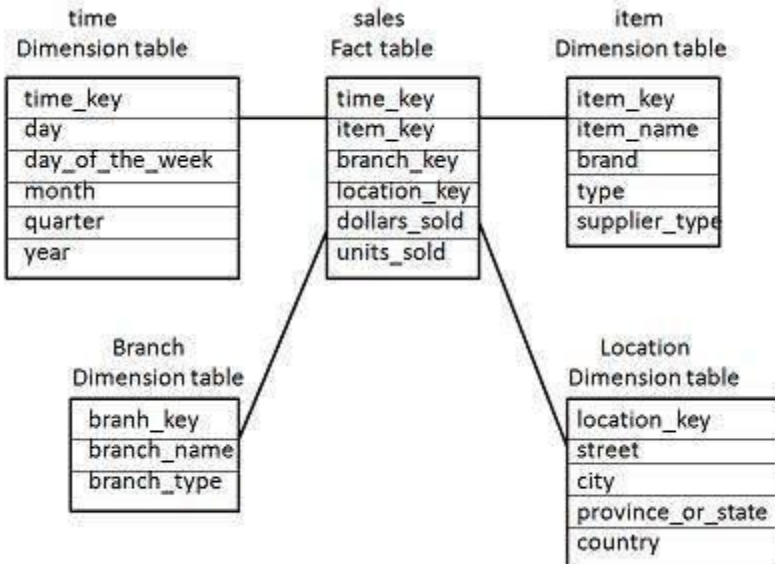 time
Dimension table
time_key
day
day_of_the_week
month
quarter
year
sales
Fact table
time_key
item_key
branch_key
location_key
dollars_sold
units_sold
item
Dimension table
item_key
item_name
brand
type
supplier_type
Branch
Dimension table
branh_key
branch_name
branch_type
Location
Dimension table
location_key
street
city
province_or_state
country